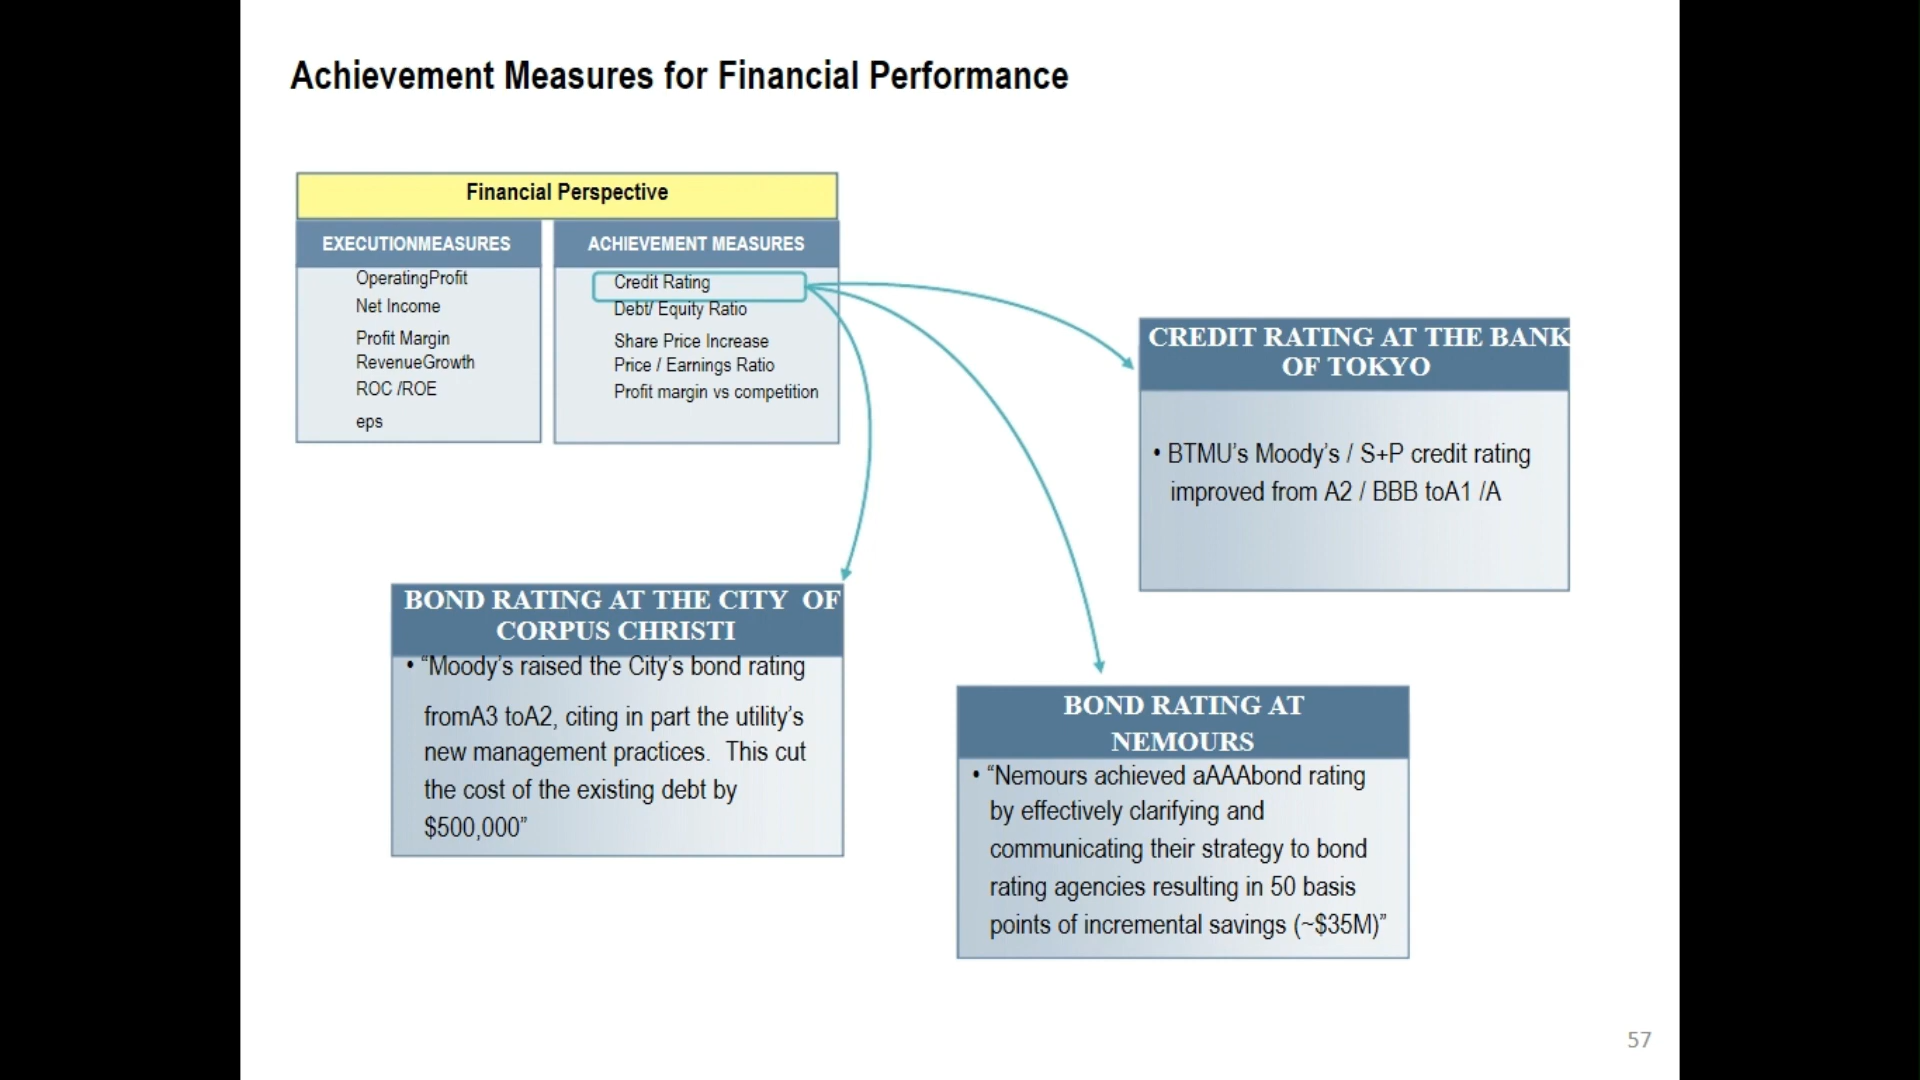 Achievement Measures for Financial Performance
Financial Perspective
EXECUTIONMEASURES
OperatingProfit
Net Income
Profit Margin
RevenueGrowth
ROC /ROE
eps
ACHIEVEMENT MEASURES
Credit Rating
Debt/ Equity Ratio
Share Price Increase
Price / Earnings Ratio
Profit margin vs competition
CREDIT RATING AT THE BANK
OF TOKYO
• BTMU’s Moody’s / S+P credit rating
improved from A2 / BBB toA1 /A
BOND RATING AT THE CITY OF
CORPUS CHRISTI
• “Moody’s raised the City’s bond rating
fromA3 toA2, citing in part the utility’s
new management practices. This cut
the cost of the existing debt by
$500,000”
BOND RATING AT
NEMOURS
• “Nemours achieved aAAAbond rating
by effectively clarifying and
communicating their strategy to bond
rating agencies resulting in 50 basis
points of incremental savings (~$35M)”
57